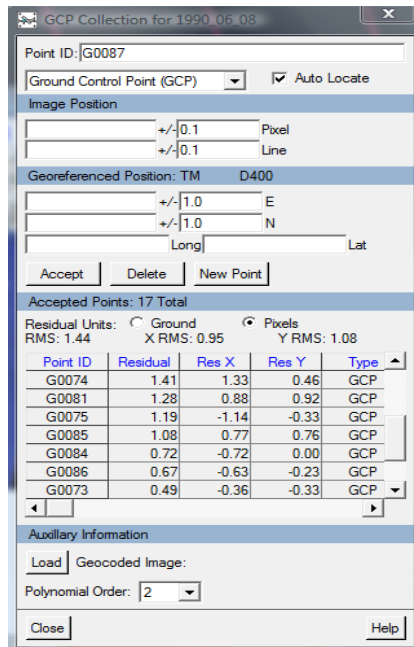 GCP Collection for 1990_06_08
x
Point ID: G0087
Ground Control Point (GCP) Auto Locate
Image Position
+/- 0.1 Pixel
+/- 0.1 Line
Georeferenced Position: TM D400
+/- 1.0 E
+/- 1.0 N
Long Lat
Accept Delete New Point
Accepted Points: 17 Total
Residual Units: Ground Pixels
RMS: 1.44 X RMS: 0.95 Y RMS: 1.08
Point ID Residual Res X Res Y Type
G0074 1.41 1.33 0.46 GCP
G0081 1.28 0.88 0.92 GCP
G0075 1.19 -1.14 -0.33 GCP
G0085 1.08 0.77 0.76 GCP
G0084 0.72 -0.72 0.00 GCP
G0086 0.67 -0.63 -0.23 GCP
G0073 0.49 -0.36 -0.33 GCP
Auxillary Information
Load Geocoded Image:
Polynomial Order: 2
Close Help